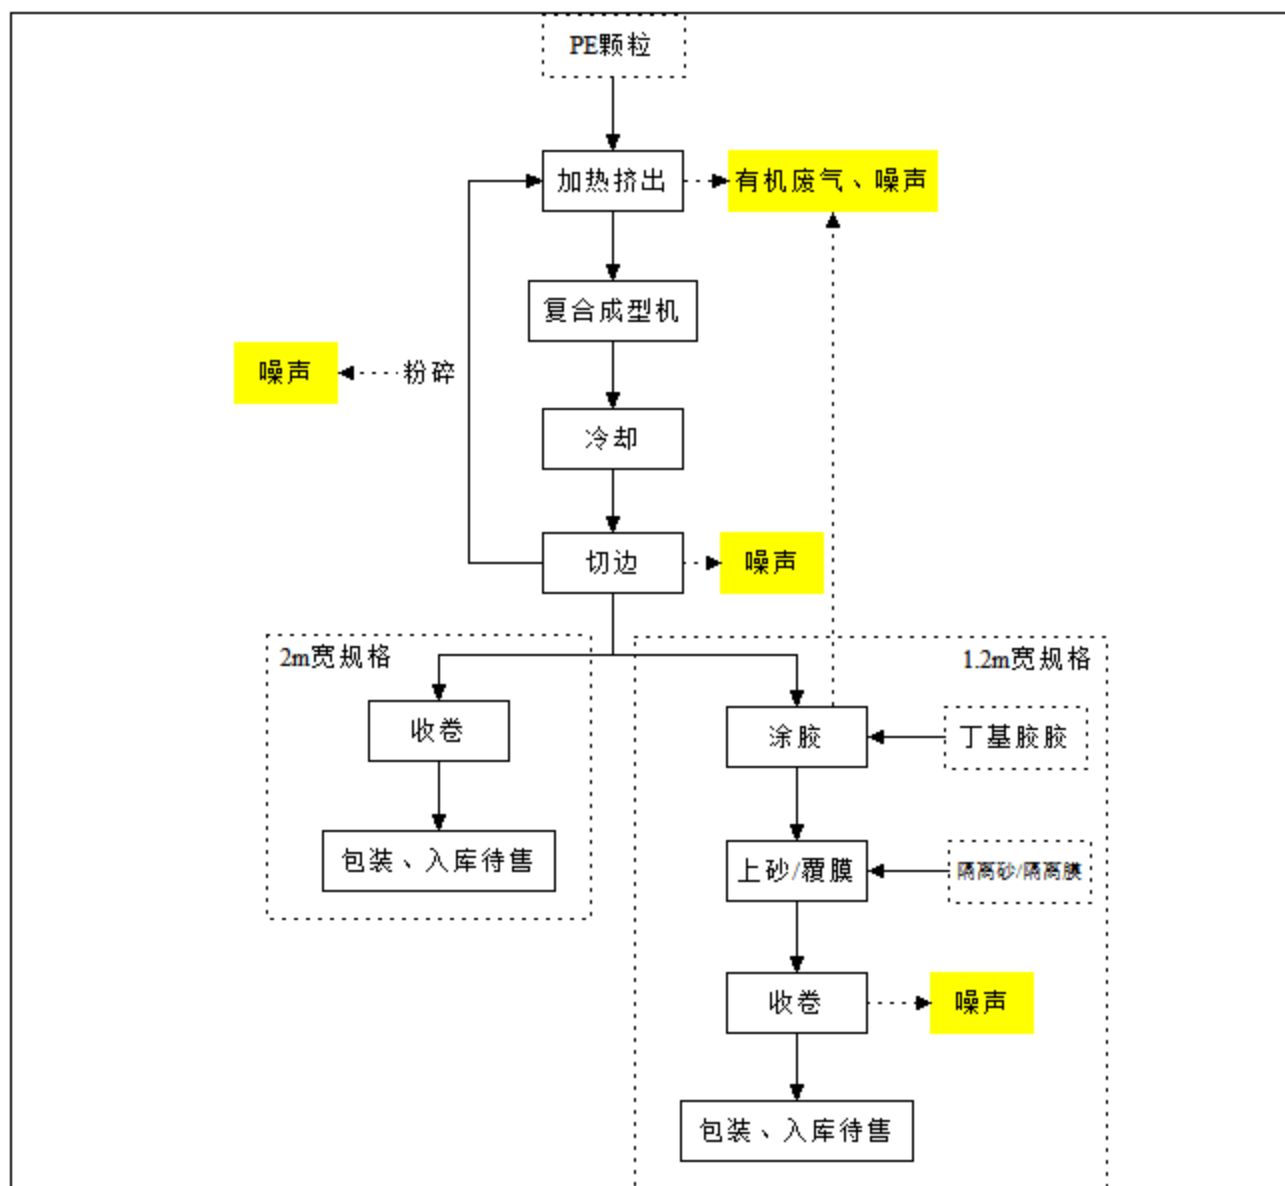 PE颗粒
加热挤出
有机废气、噪声
复合成型机
噪声
粉碎
冷却
切边
噪声
2m宽规格
1.2m宽规格
收卷
涂胶
丁基胶胶
包装、入库待售
上砂/覆膜
隔离砂/隔离膜
收卷
噪声
包装、入库待售